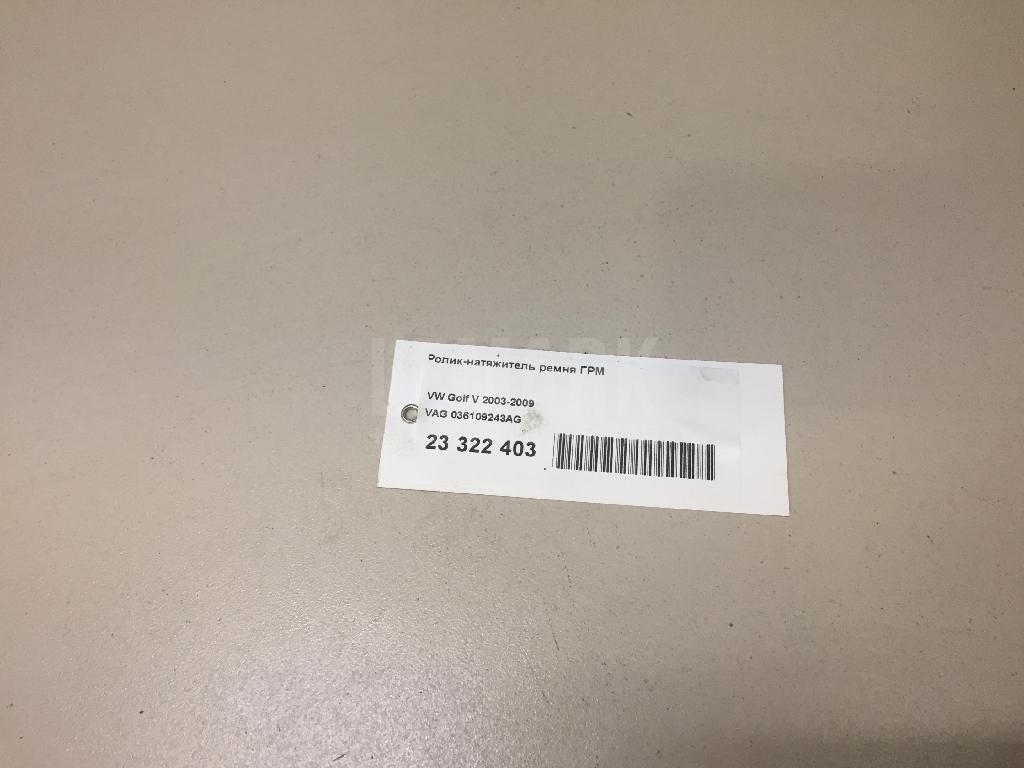 Ролик-натяжитель ремня ГРМ
VW Golf V 2003-2009
VAG 036109243AG
23 322 403